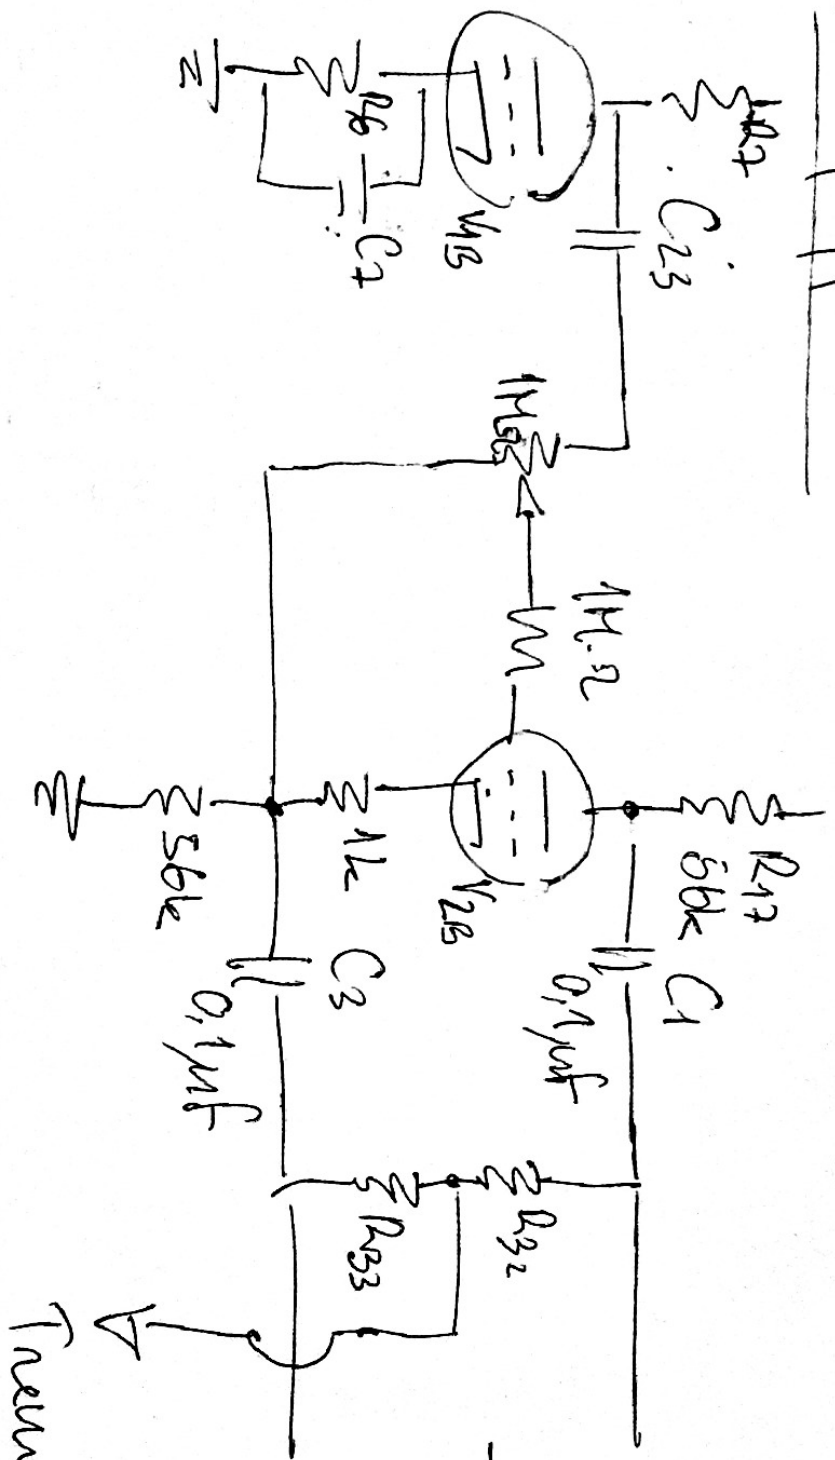 R7
C23
R6
C7
V1B
1MΩ
1M.Ω
R17
56k
V2B
1k
56k
C1
0,1µf
C3
0,1µf
R32
R33
Trem